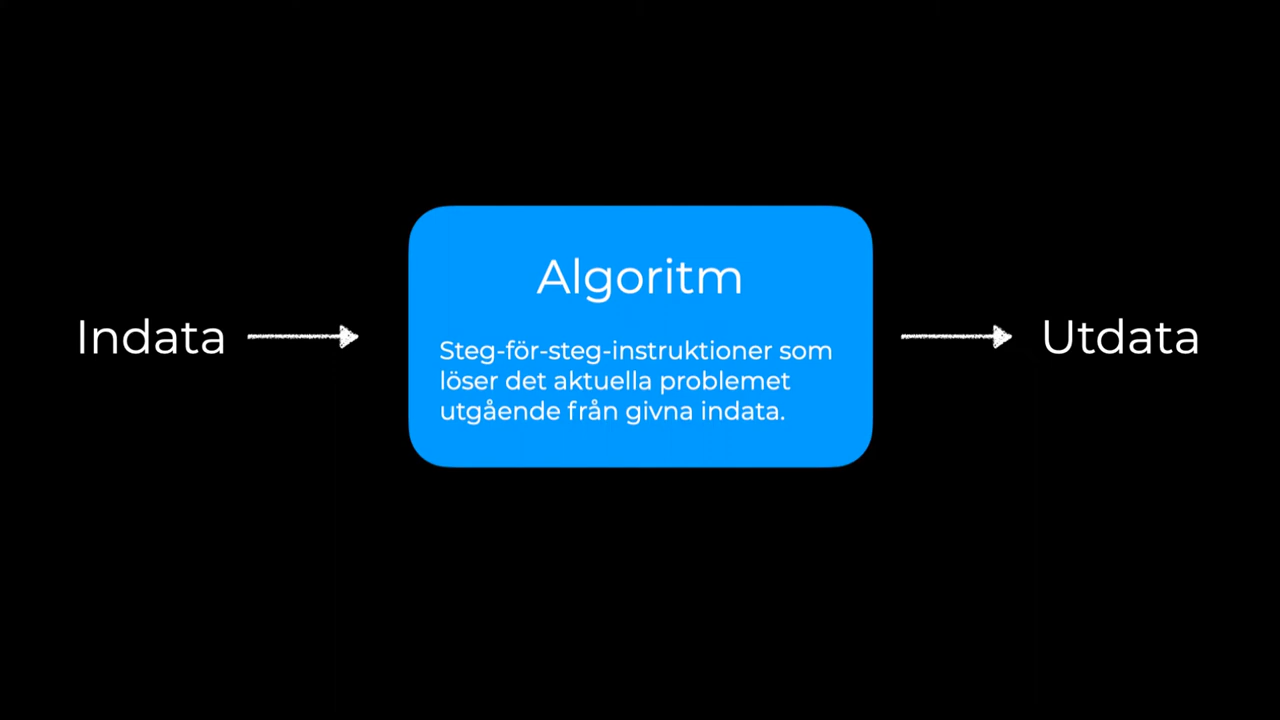 Algoritm
Indata
Steg-för-steg-instruktioner som
löser det aktuella problemet
utgående från givna indata.
Utdata